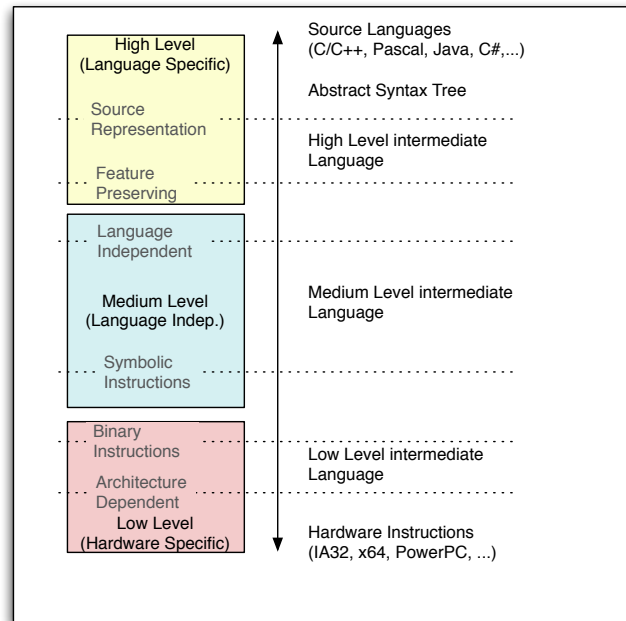 High Level
(Language Specific)
Source
Representation
Feature
Preserving
Language
Independent
Medium Level
(Language Indep.)
Symbolic
Instructions
Binary
Instructions
Architecture
Dependent
Low Level
(Hardware Specific)
Source Languages
(C/C++, Pascal, Java, C#,...)
Abstract Syntax Tree
High Level intermediate
Language
Medium Level intermediate
Language
Low Level intermediate
Language
Hardware Instructions
(IA32, x64, PowerPC, ...)